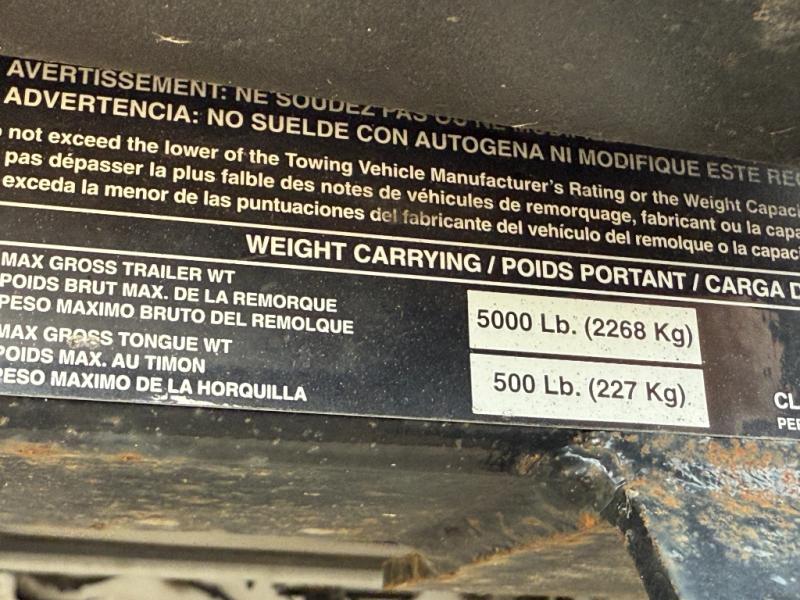 AVERTISSEMENT: NE SOUDEZ PAS OU NE
ADVERTENCIA: NO SUELDE CON AUTOGENA NI MODIFIQUE ESTE REC
not exceed the lower of the Towing Vehicle Manufacturer's Rating or the Weight Capaci
pas dépasser la plus falble des notes de véhicules de remorquage, fabricant ou la capa
exceda la menor de las puntuaciones del fabricante del vehículo del remolque o la capac
WEIGHT CARRYING / POIDS PORTANT / CARGA D
MAX GROSS TRAILER WT
POIDS BRUT MAX. DE LA REMORQUE
PESO MAXIMO BRUTO DEL REMOLQUE
5000 Lb. (2268 Kg)
MAX GROSS TONGUE WT
POIDS MAX. AU TIMON
PESO MAXIMO DE LA HORQUILLA
500 Lb. (227 Kg)
CL
PER